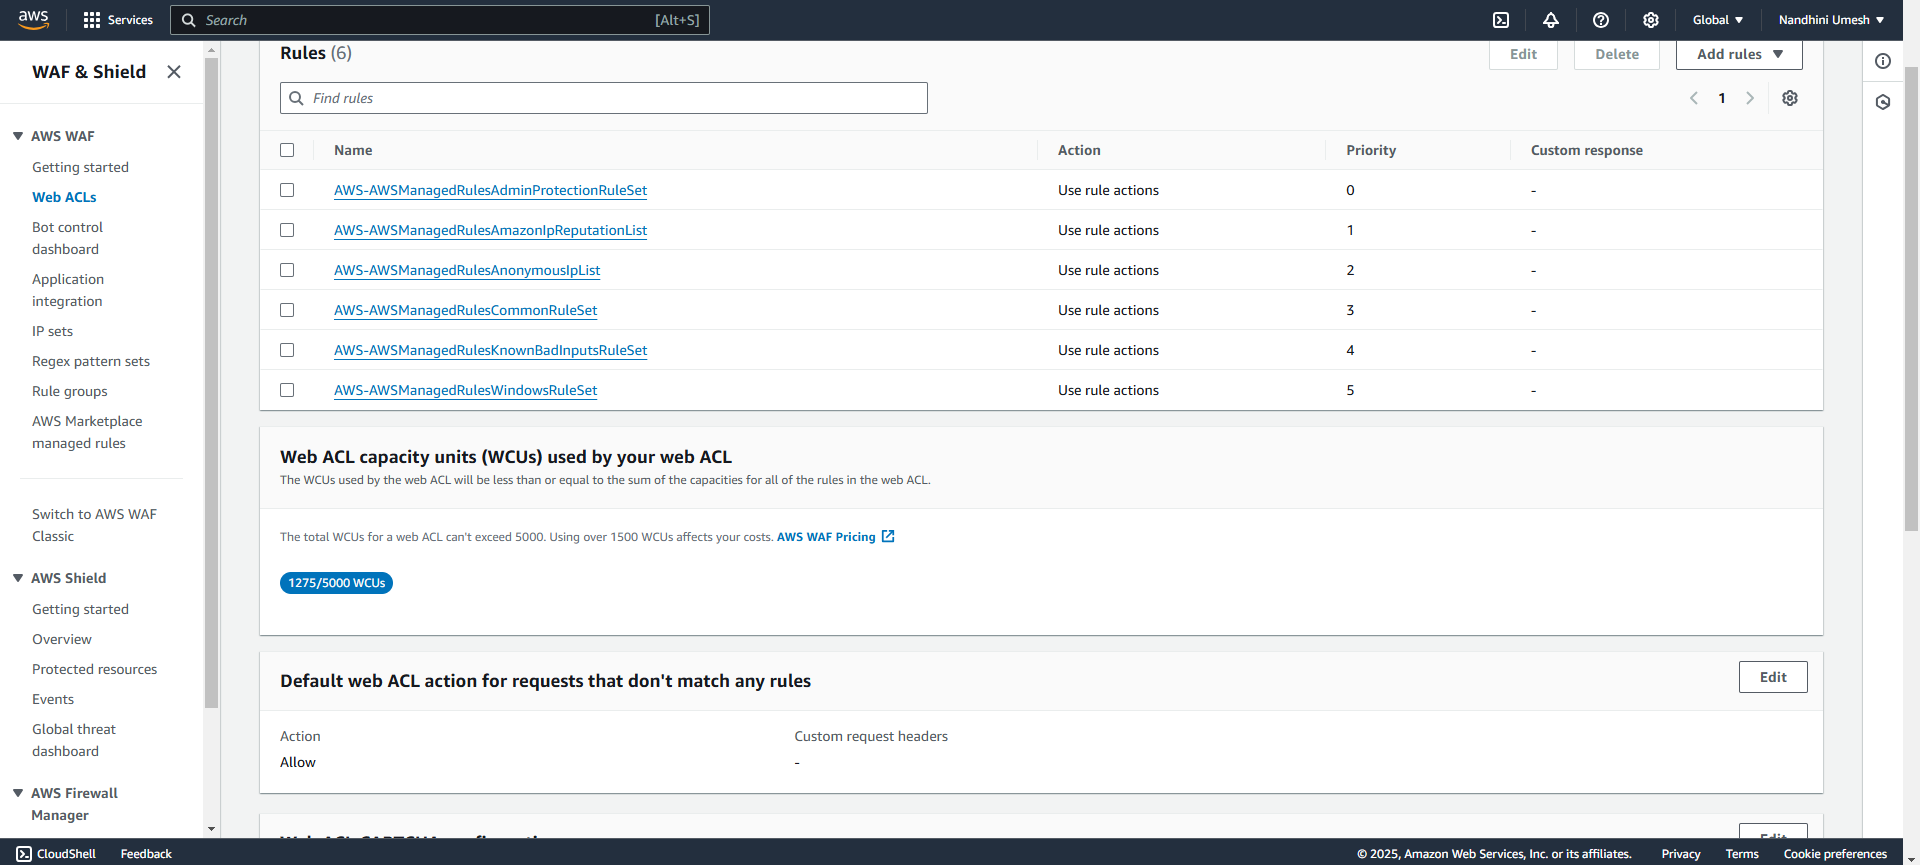 aws
Services
Search
[Alt+S]
Global
Nandhini Umesh
WAF & Shield
AWS WAF
Getting started
Web ACLs
Bot control
dashboard
Application
integration
IP sets
Regex pattern sets
Rule groups
AWS Marketplace
managed rules
Switch to AWS WAF
Classic
AWS Shield
Getting started
Overview
Protected resources
Events
Global threat
dashboard
AWS Firewall
Manager
Rules (6)
Edit
Delete
Add rules
Find rules
1
Name Action Priority Custom response
AWS-AWSManagedRulesAdminProtectionRuleSet Use rule actions 0 -
AWS-AWSManagedRulesAmazonIpReputationList Use rule actions 1 -
AWS-AWSManagedRulesAnonymousIpList Use rule actions 2 -
AWS-AWSManagedRulesCommonRuleSet Use rule actions 3 -
AWS-AWSManagedRulesKnownBadInputsRuleSet Use rule actions 4 -
AWS-AWSManagedRulesWindowsRuleSet Use rule actions 5 -
Web ACL capacity units (WCUs) used by your web ACL
The WCUs used by the web ACL will be less than or equal to the sum of the capacities for all of the rules in the web ACL.
The total WCUs for a web ACL can't exceed 5000. Using over 1500 WCUs affects your costs. AWS WAF Pricing
1275/5000 WCUs
Default web ACL action for requests that don't match any rules
Edit
Action Custom request headers
Allow -
Web ACL CAPTCHA configuration
Edit
CloudShell
Feedback
© 2025, Amazon Web Services, Inc. or its affiliates.
Privacy
Terms
Cookie preferences